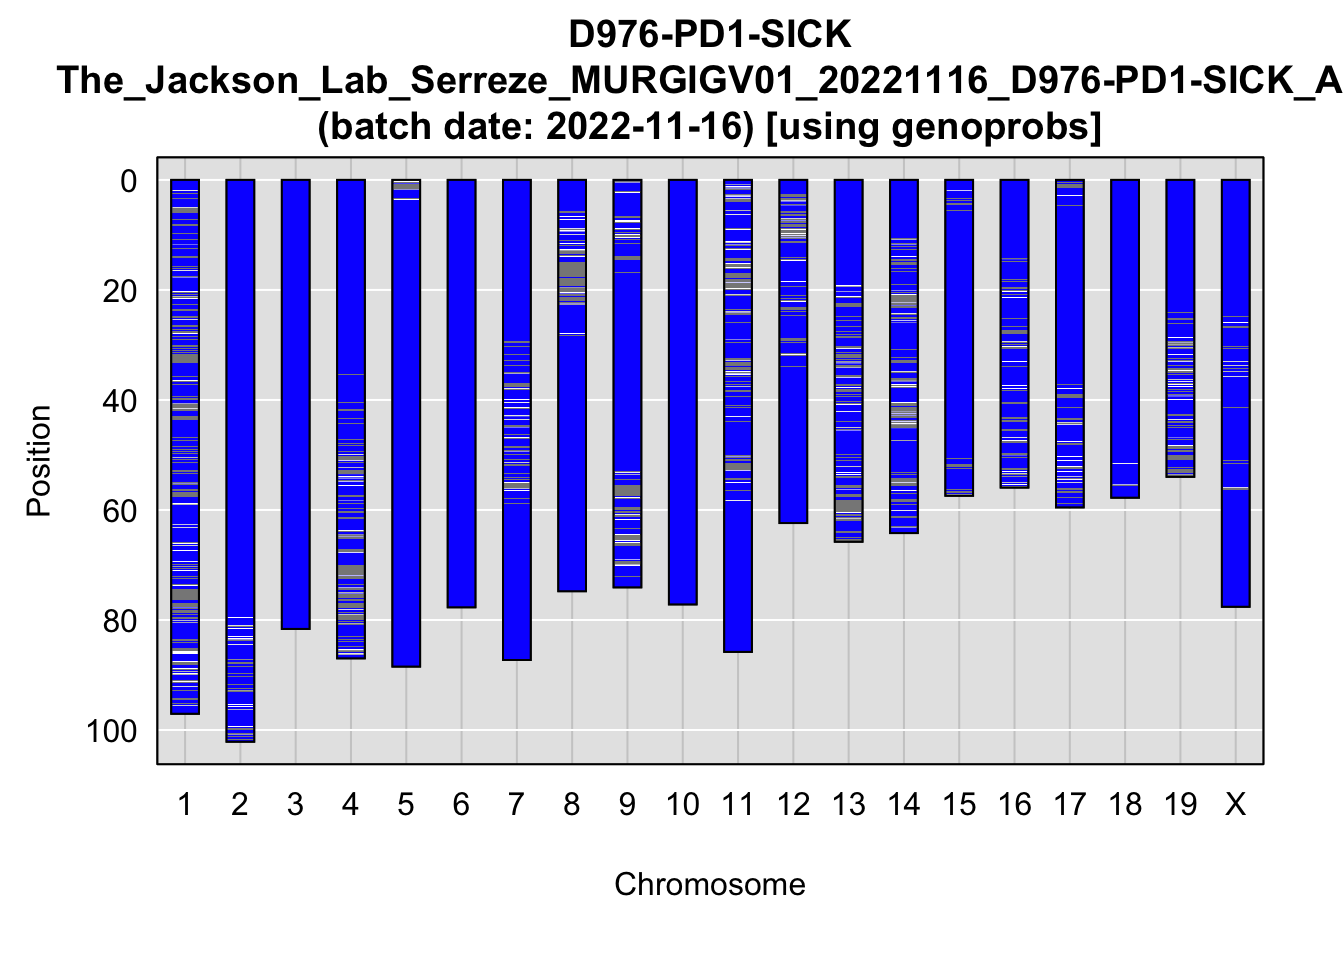 D976-PD1-SICK
The_Jackson_Lab_Serreze_MURGIGV01_20221116_D976-PD1-SICK_A
(batch date: 2022-11-16) [using genoprobs]
Position
0
20
40
60
80
100
1 2 3 4 5 6 7 8 9 10 11 12 13 14 15 16 17 18 19 X
Chromosome